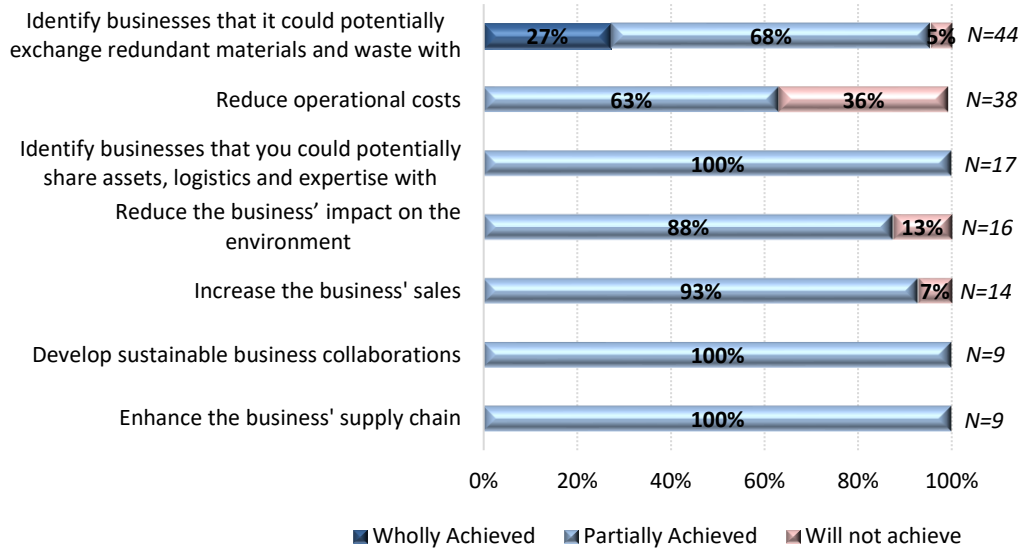 Identify businesses that it could potentially
exchange redundant materials and waste with
27%
68%
5%
N=44
Reduce operational costs
63%
36%
N=38
Identify businesses that you could potentially
share assets, logistics and expertise with
100%
N=17
Reduce the business’ impact on the
environment
88%
13%
N=16
Increase the business' sales
93%
7%
N=14
Develop sustainable business collaborations
100%
N=9
Enhance the business' supply chain
100%
N=9
0%
20%
40%
60%
80%
100%
Wholly Achieved
Partially Achieved
Will not achieve